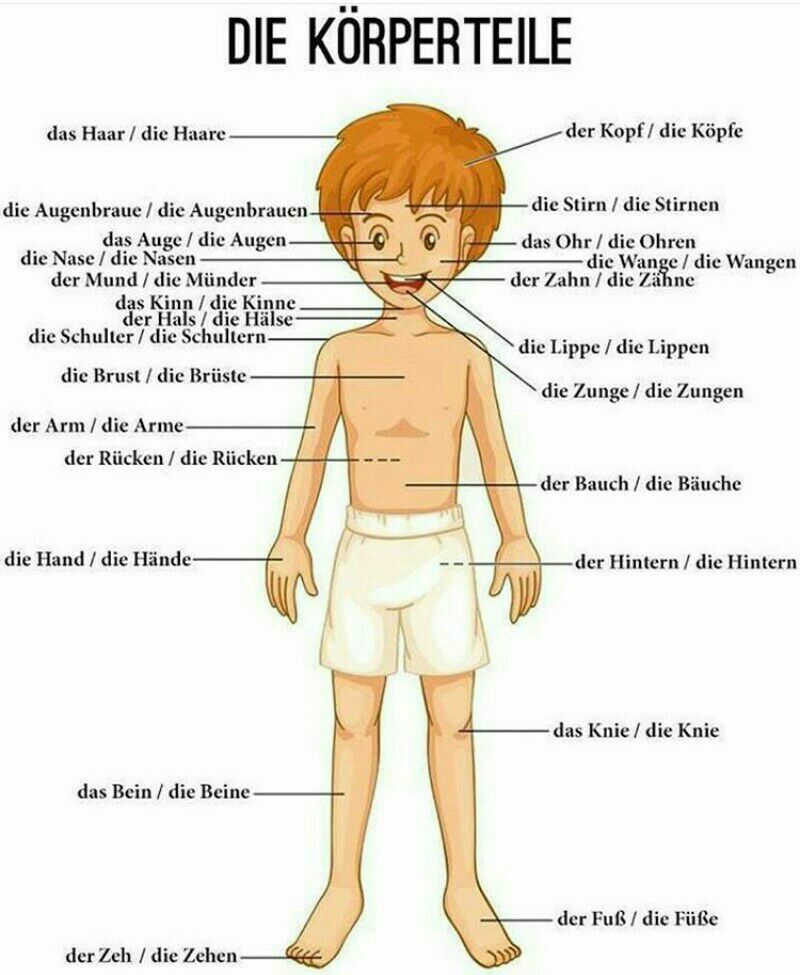 DIE KÖRPERTEILE
das Haar / die Haare
der Kopf / die Köpfe
die Augenbraue / die Augenbrauen
die Stirn / die Stirnen
das Auge / die Augen
das Ohr / die Ohren
die Nase / die Nasen
die Wange / die Wangen
der Mund / die Münder
der Zahn / die Zähne
das Kinn / die Kinne
der Hals / die Hälse
die Schulter / die Schultern
die Lippe / die Lippen
die Brust / die Brüste
die Zunge / die Zungen
der Arm / die Arme
der Rücken / die Rücken
der Bauch / die Bäuche
die Hand / die Hände
der Hintern / die Hintern
das Knie / die Knie
das Bein / die Beine
der Fuß / die Füße
der Zeh / die Zehen